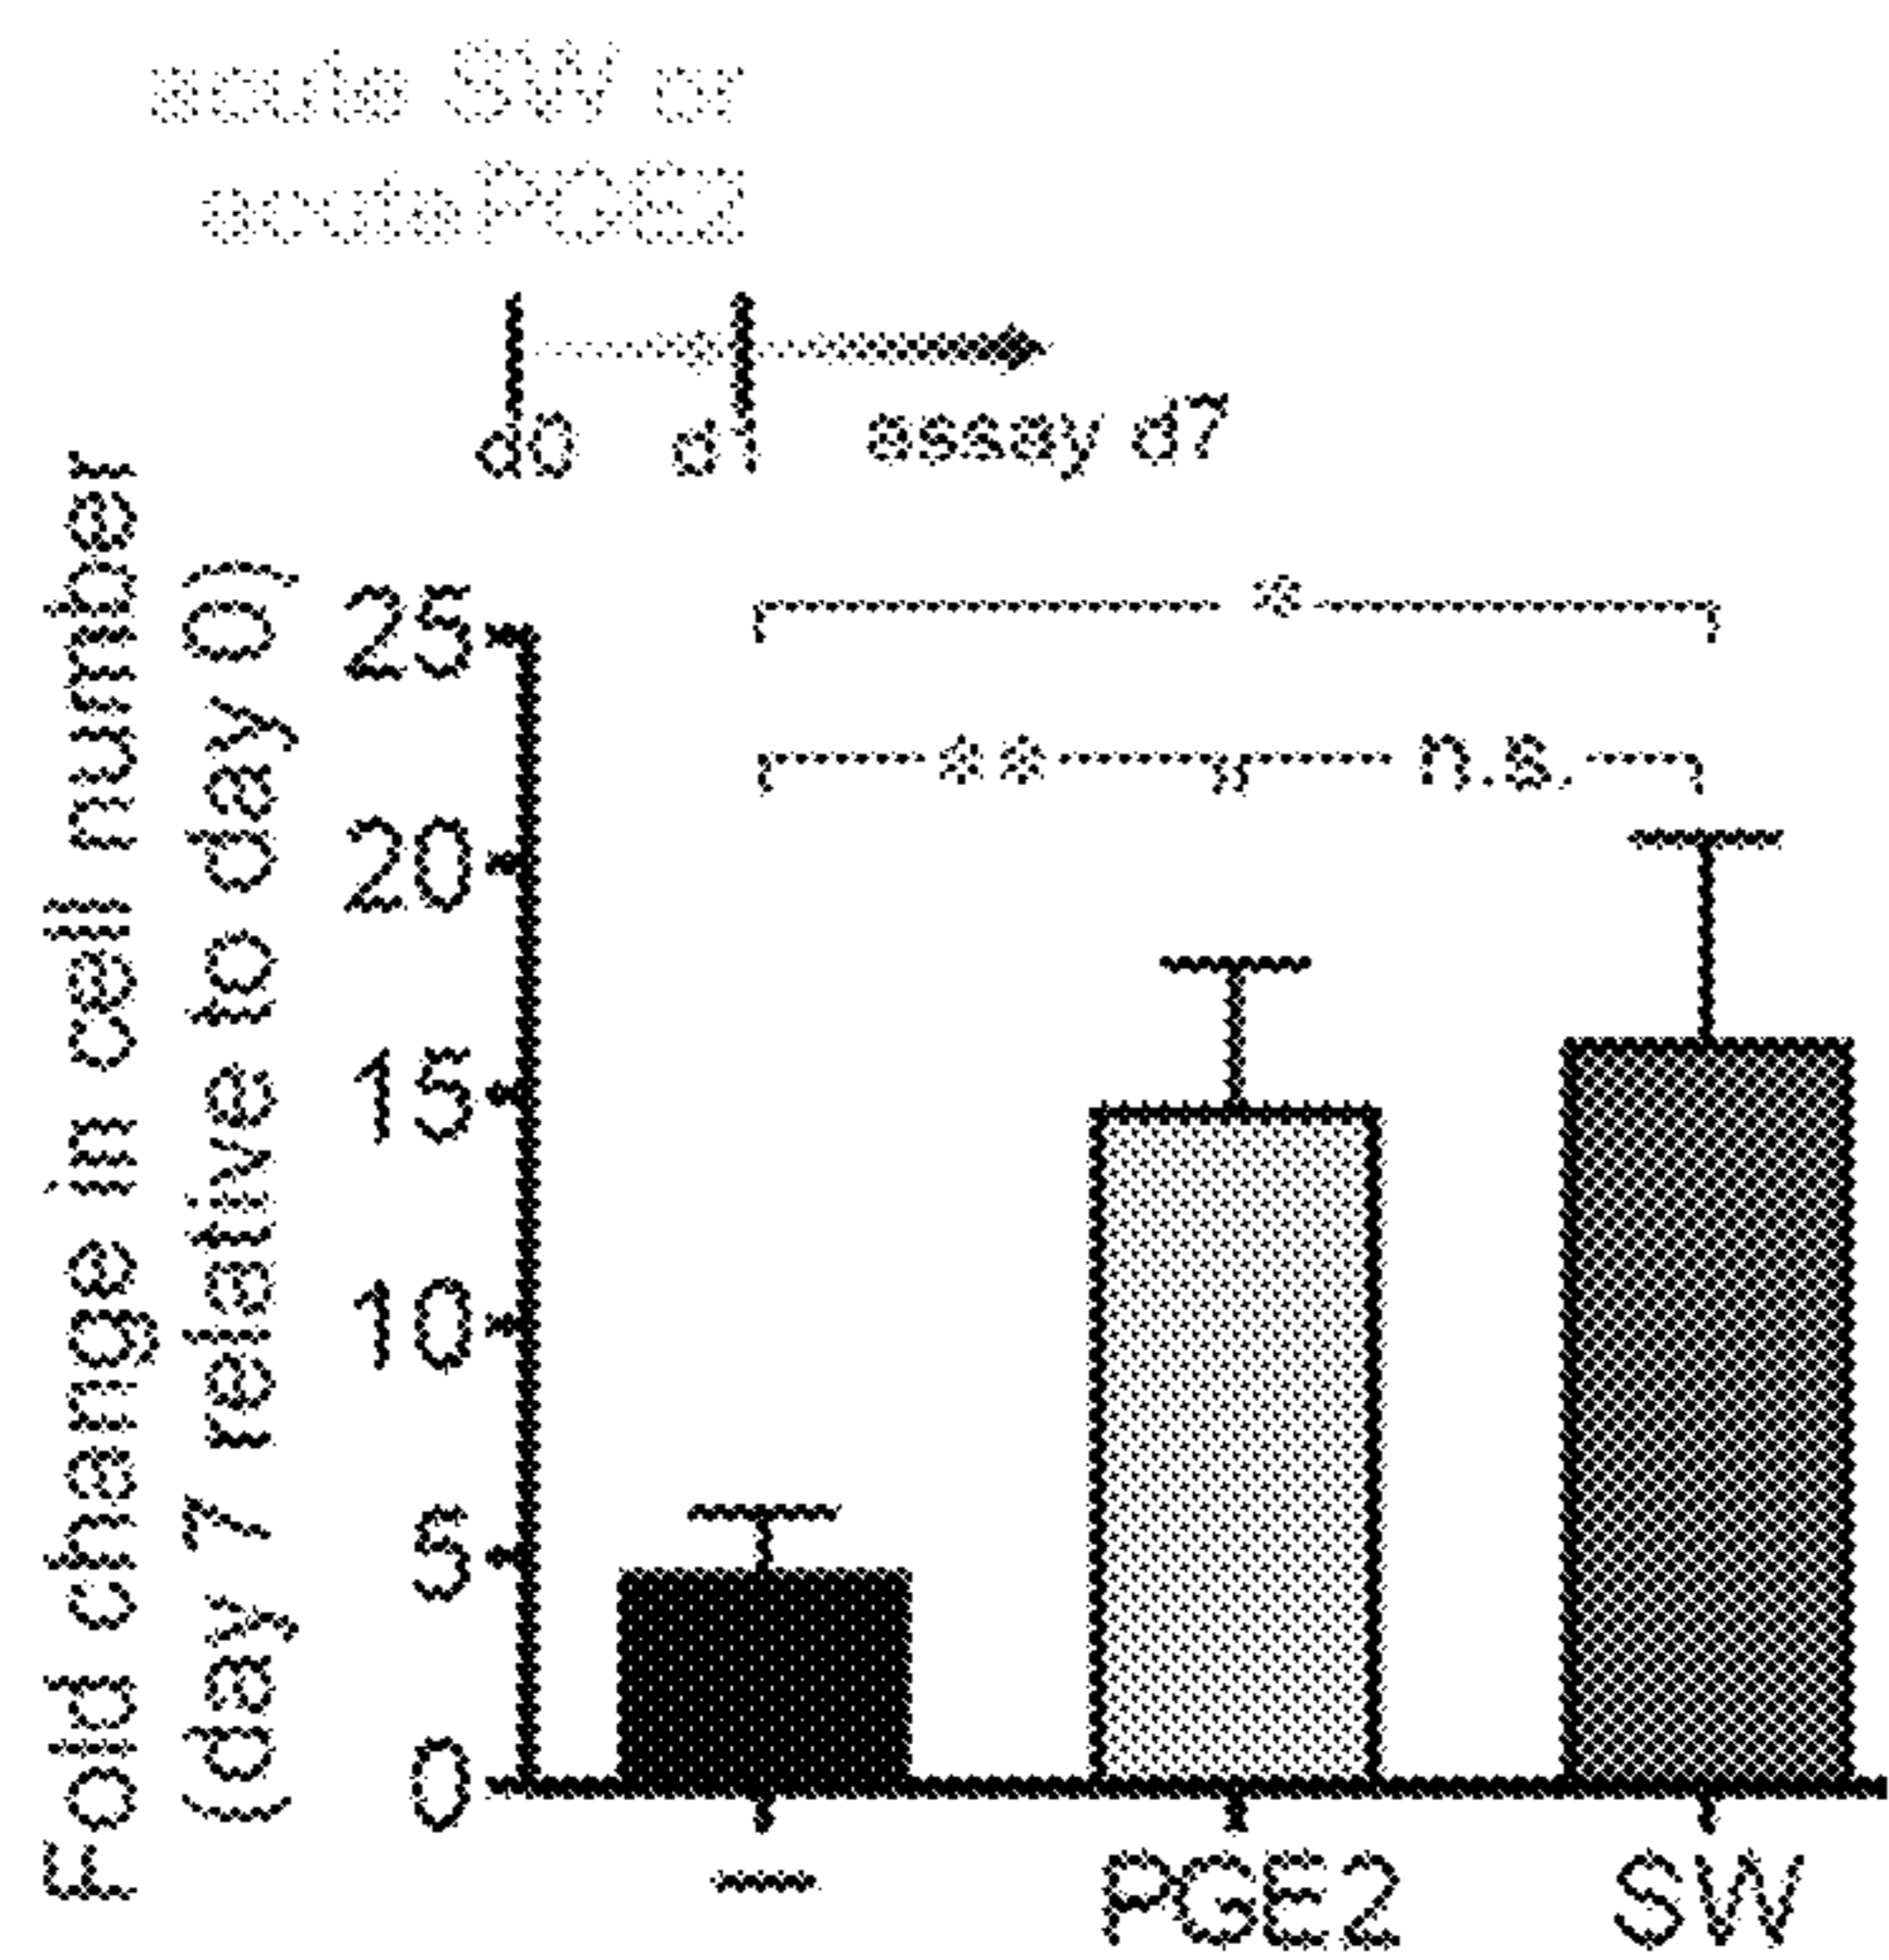 acute SW or
acute PGE2
d0 d1 assay d7
Fold change in cell number
(day 7 relative to day 0)
*
** n.s.
25
20
15
10
5
0
— PGE2 SW